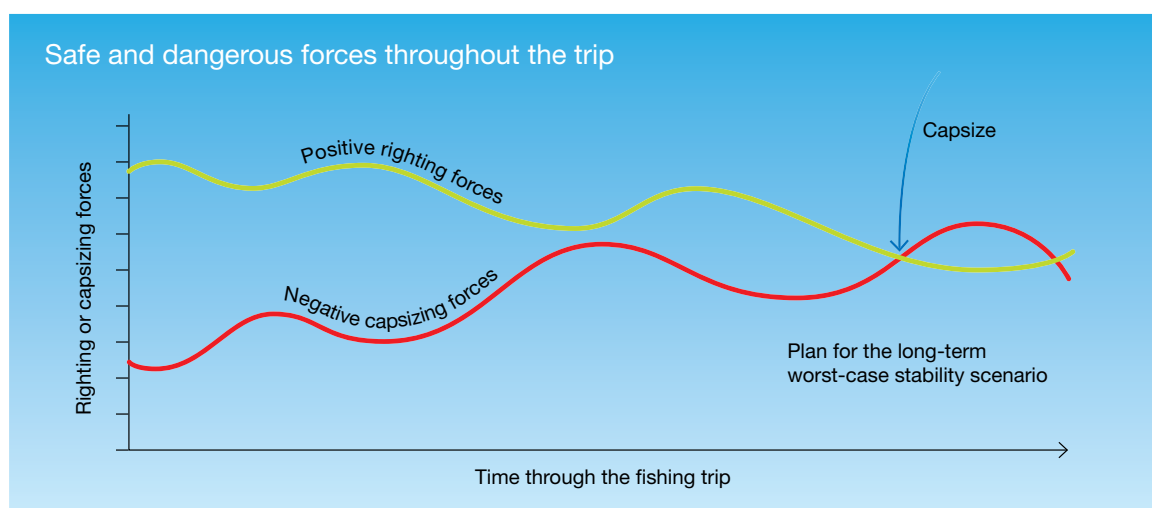 Safe and dangerous forces throughout the trip
Capsize
Positive righting forces
Righting or capsizing forces
Negative capsizing forces
Plan for the long-term
worst-case stability scenario
Time through the fishing trip